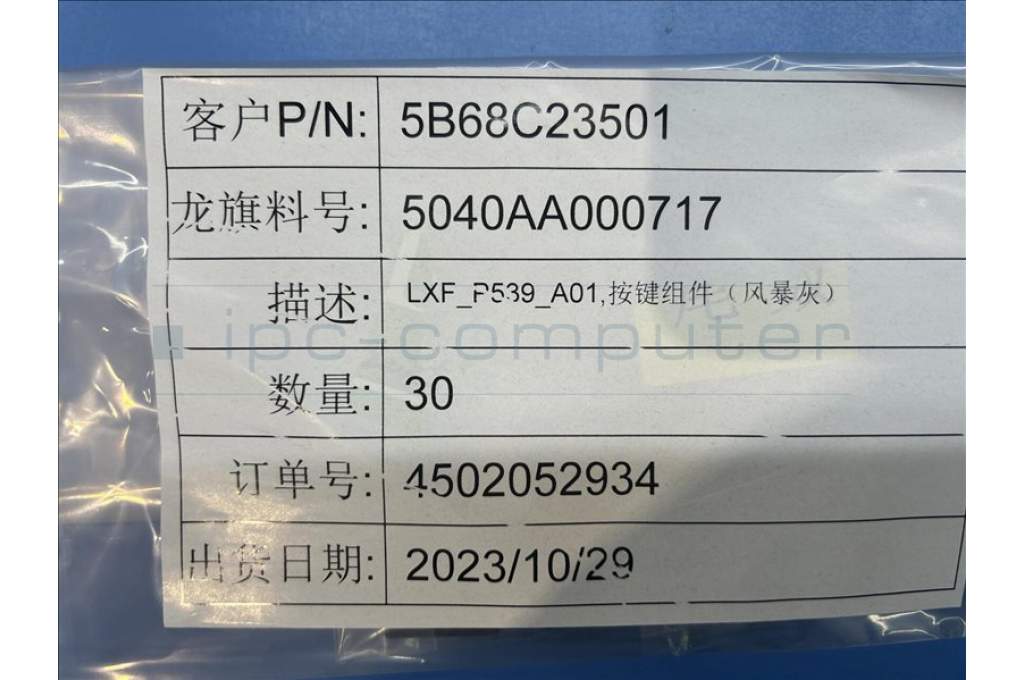 客户P/N: 5B68C23501
龙旗料号: 5040AA000717
描述: LXF_P539_A01,按键组件（风暴灰）
数量: 30
订单号: 4502052934
出货日期: 2023/10/29
ipc-computer